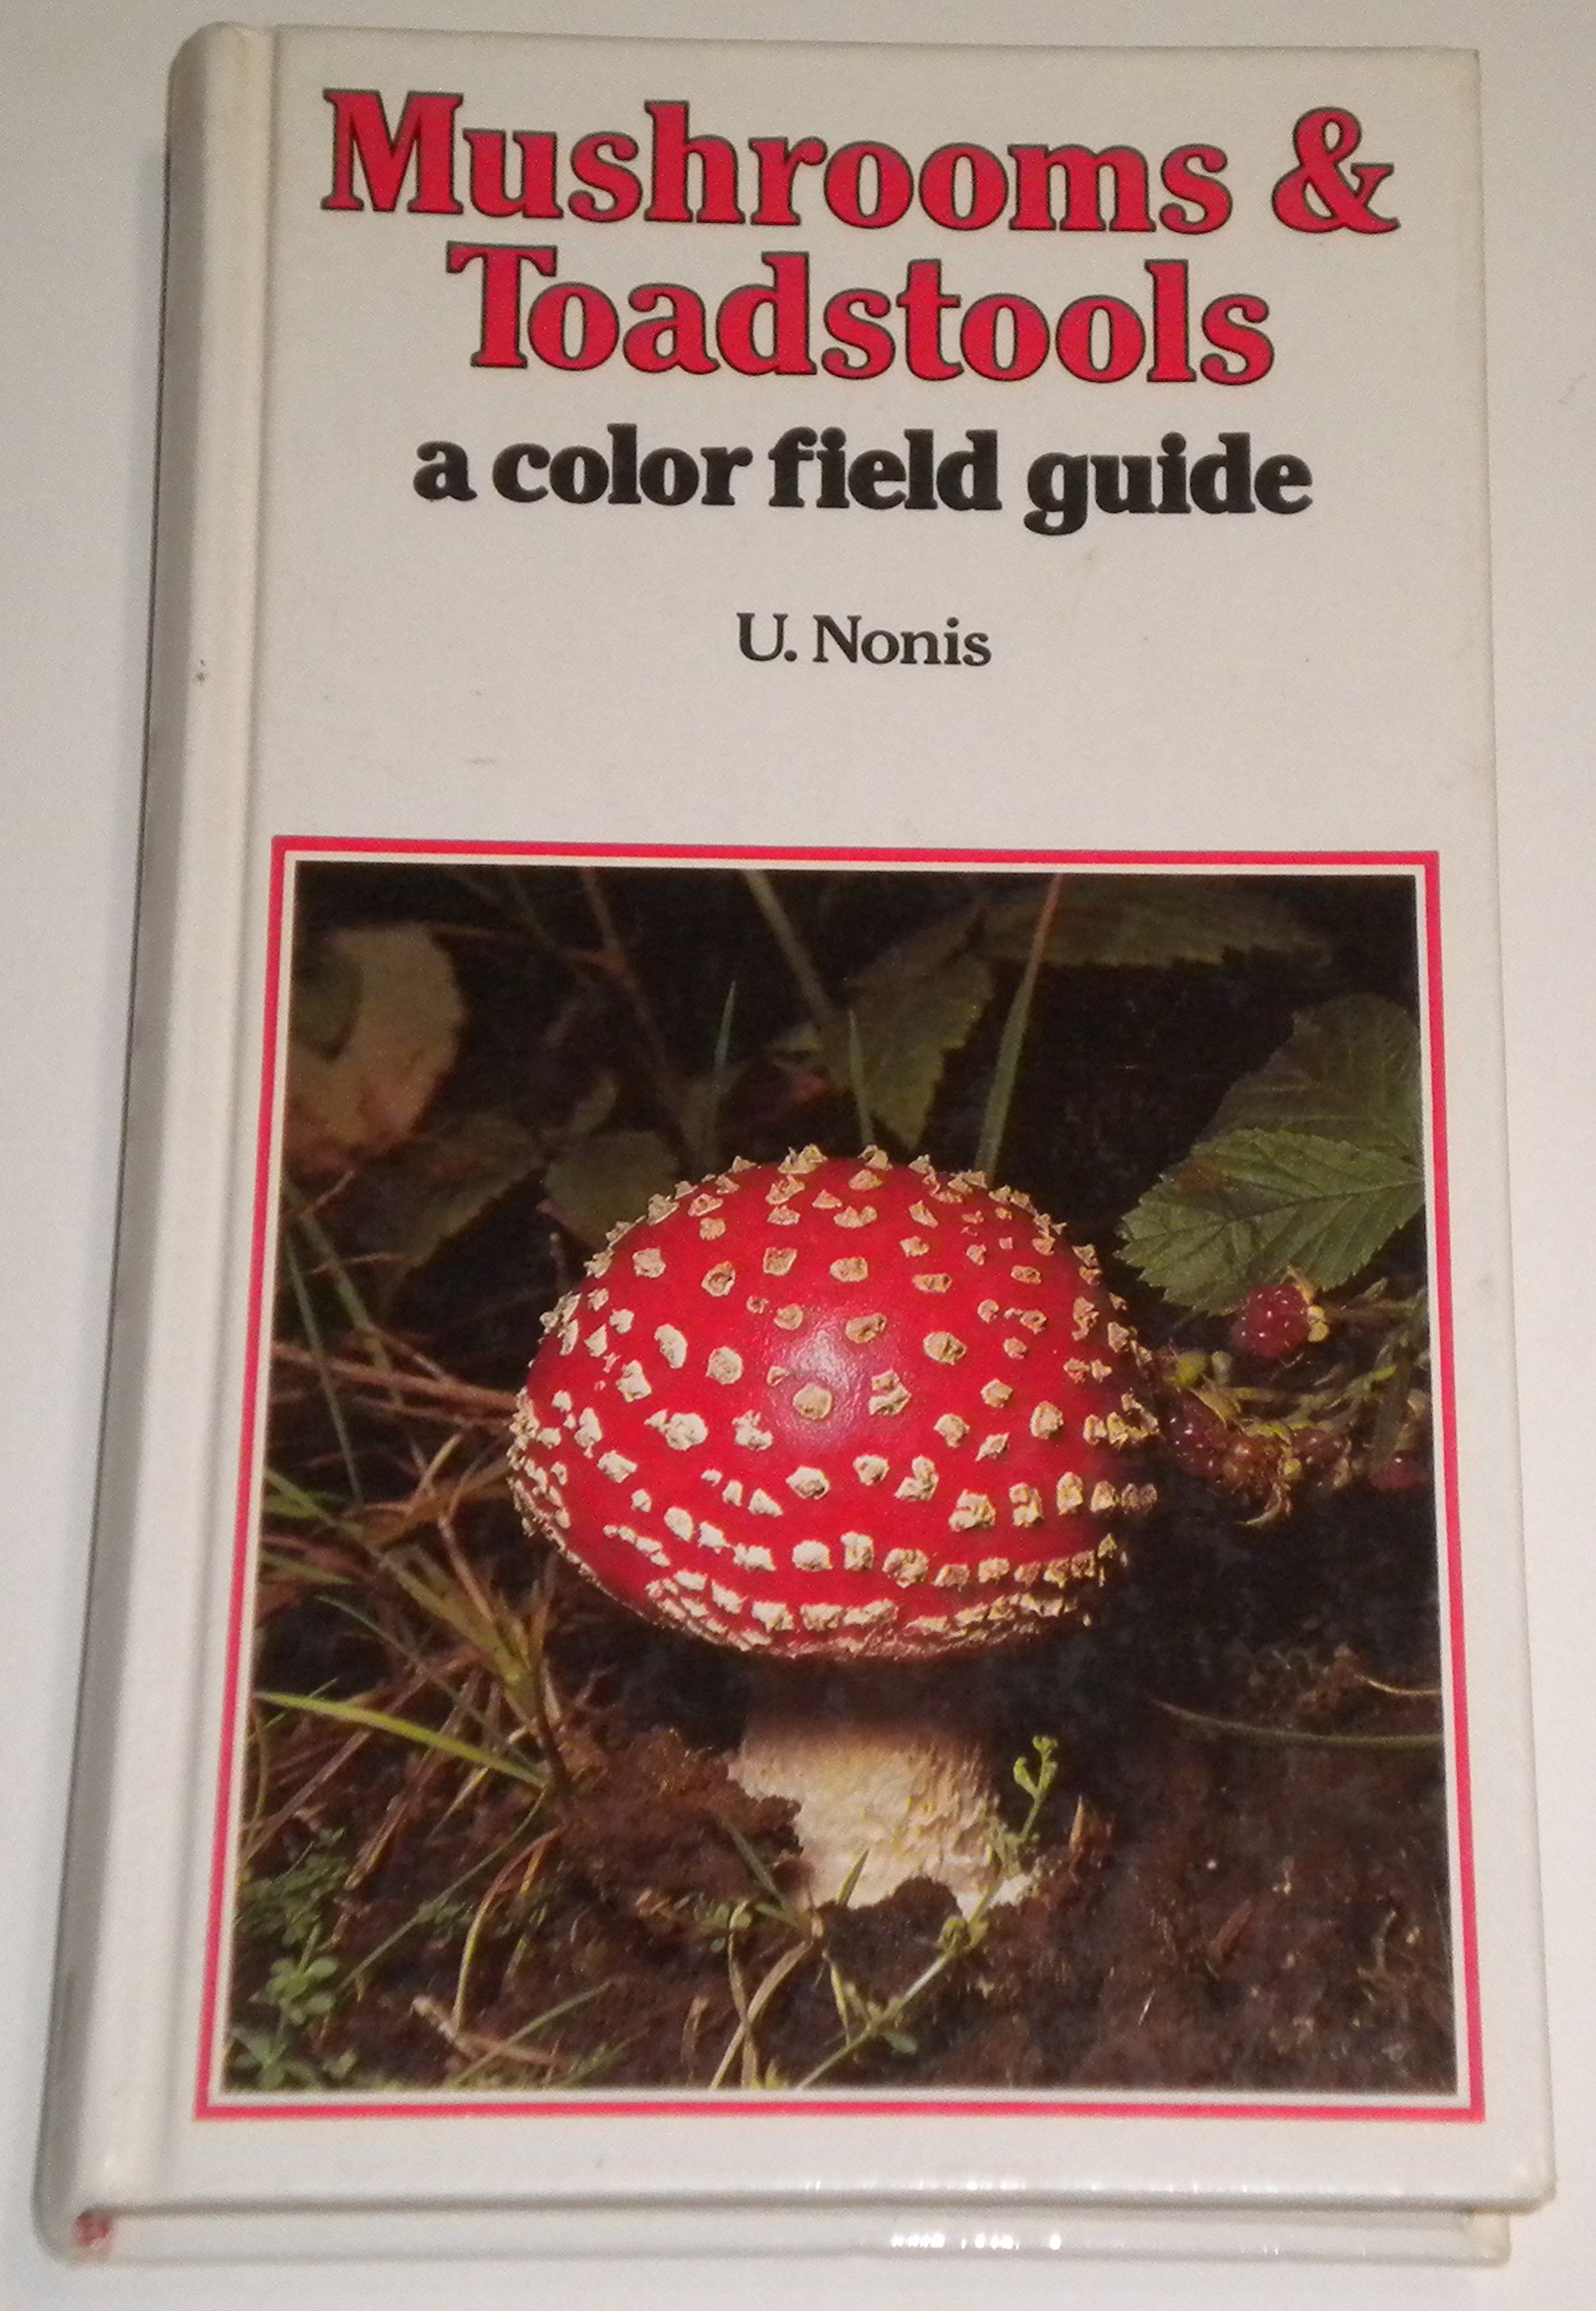 Mushrooms &
Toadstools
a color field guide
U. Nonis